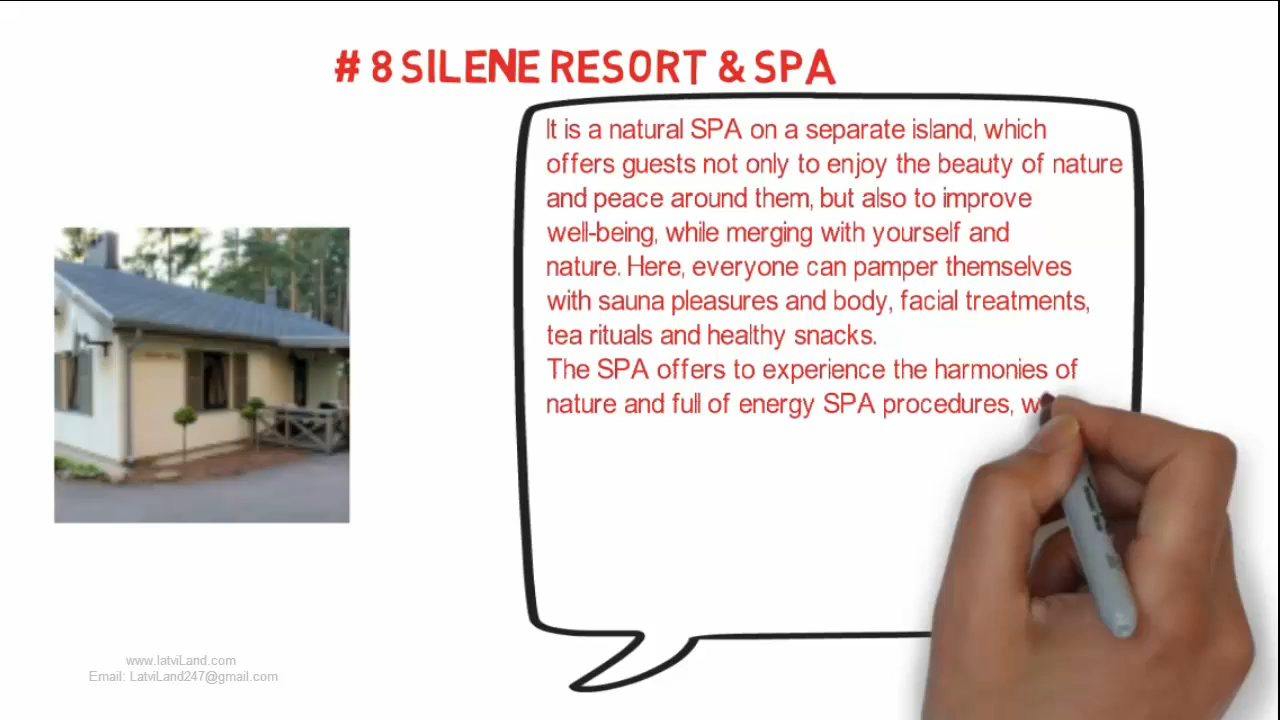 # 8 SILENE RESORT & SPA
It is a natural SPA on a separate island, which
offers guests not only to enjoy the beauty of nature
and peace around them, but also to improve
well-being, while merging with yourself and
nature. Here, everyone can pamper themselves
with sauna pleasures and body, facial treatments,
tea rituals and healthy snacks.
The SPA offers to experience the harmonies of
nature and full of energy SPA procedures, w
www.latviLand.com
Email: LatviLand247@gmail.com